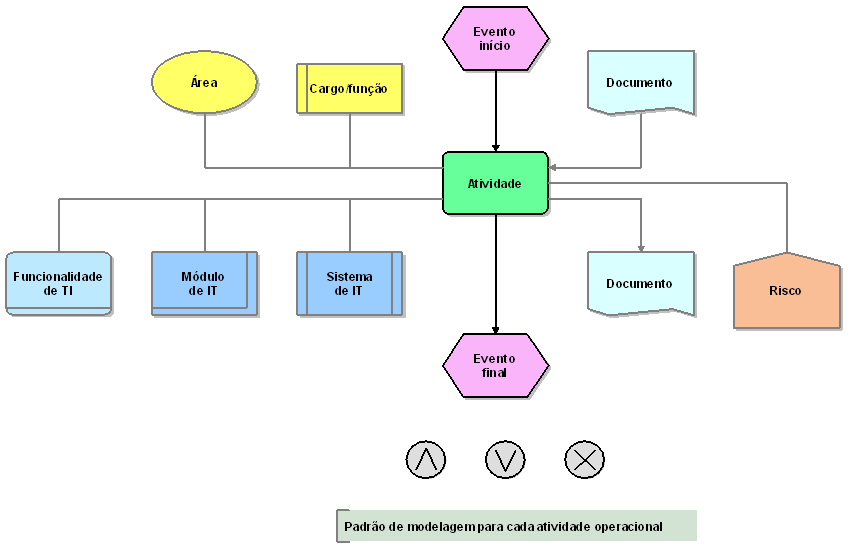 Evento
início
Área
Cargo/função
Documento
Atividade
Funcionalidade
de TI
Módulo
de IT
Sistema
de IT
Documento
Risco
Evento
final
Padrão de modelagem para cada atividade operacional